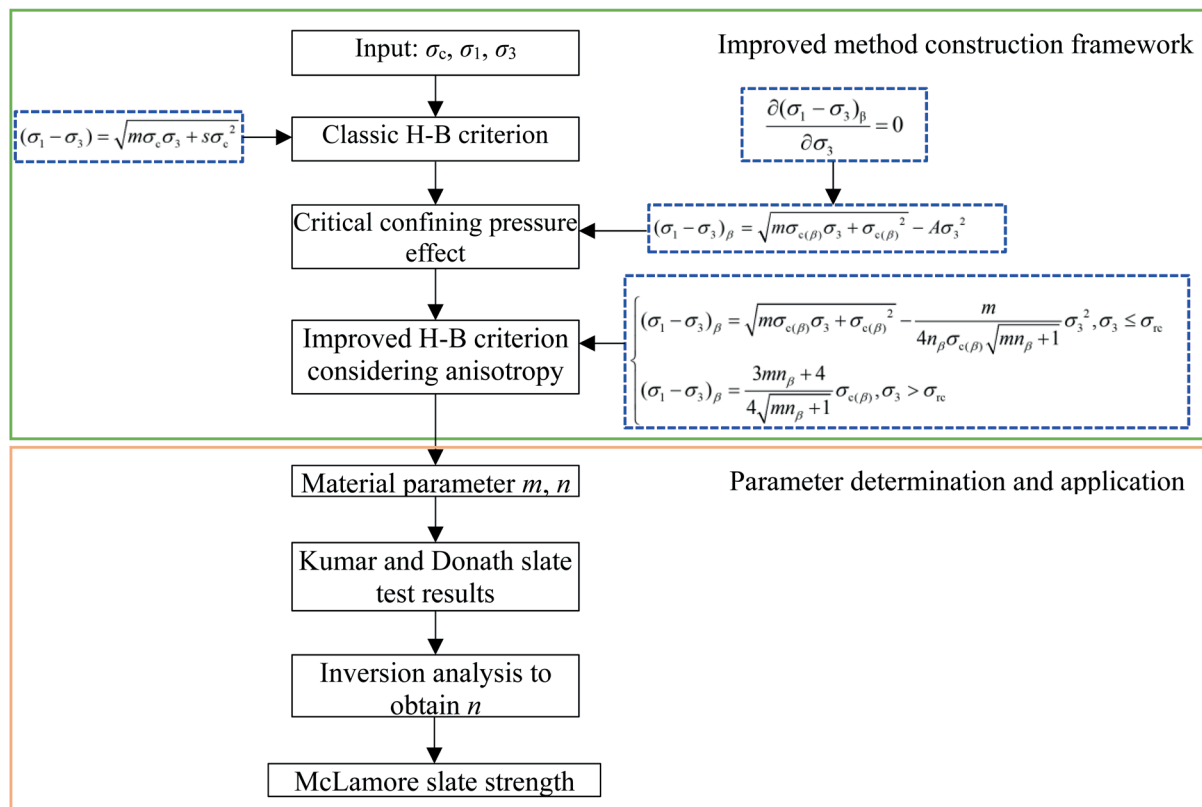 Input: σc, σ1, σ3
Improved method construction framework
(σ1 − σ3) = √(mσcσ3 + sσc²)
Classic H-B criterion
∂(σ1 − σ3)β / ∂σ3 = 0
Critical confining pressure
effect
(σ1 − σ3)β = √(mσc(β)σ3 + σc(β)²) − Aσ3²
Improved H-B criterion
considering anisotropy
(σ1 − σ3)β = √(mσc(β)σ3 + σc(β)²) − m / (4nβσc(β)√(mnβ + 1)) σ3², σ3 ≤ σrc
(σ1 − σ3)β = (3mnβ + 4) / (4√(mnβ + 1)) σc(β), σ3 > σrc
Material parameter m, n
Parameter determination and application
Kumar and Donath slate
test results
Inversion analysis to
obtain n
McLamore slate strength